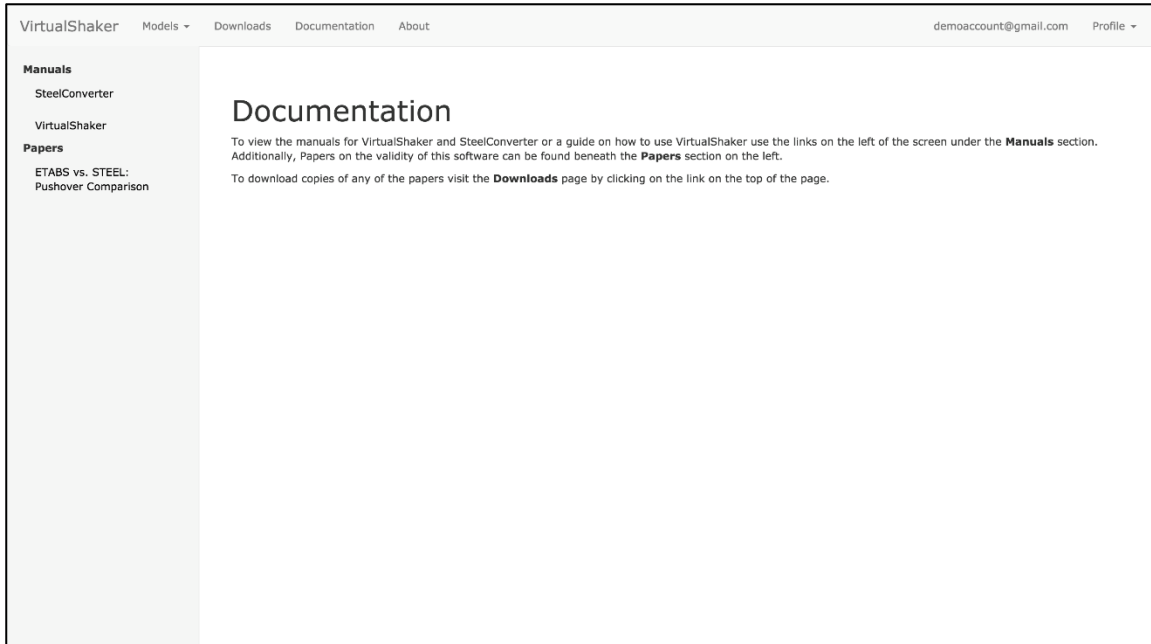 VirtualShaker Models Downloads Documentation About demoaccount@gmail.com Profile
Manuals
SteelConverter
VirtualShaker
Papers
ETABS vs. STEEL:
Pushover Comparison
Documentation
To view the manuals for VirtualShaker and SteelConverter or a guide on how to use VirtualShaker use the links on the left of the screen under the Manuals section.
Additionally, Papers on the validity of this software can be found beneath the Papers section on the left.
To download copies of any of the papers visit the Downloads page by clicking on the link on the top of the page.